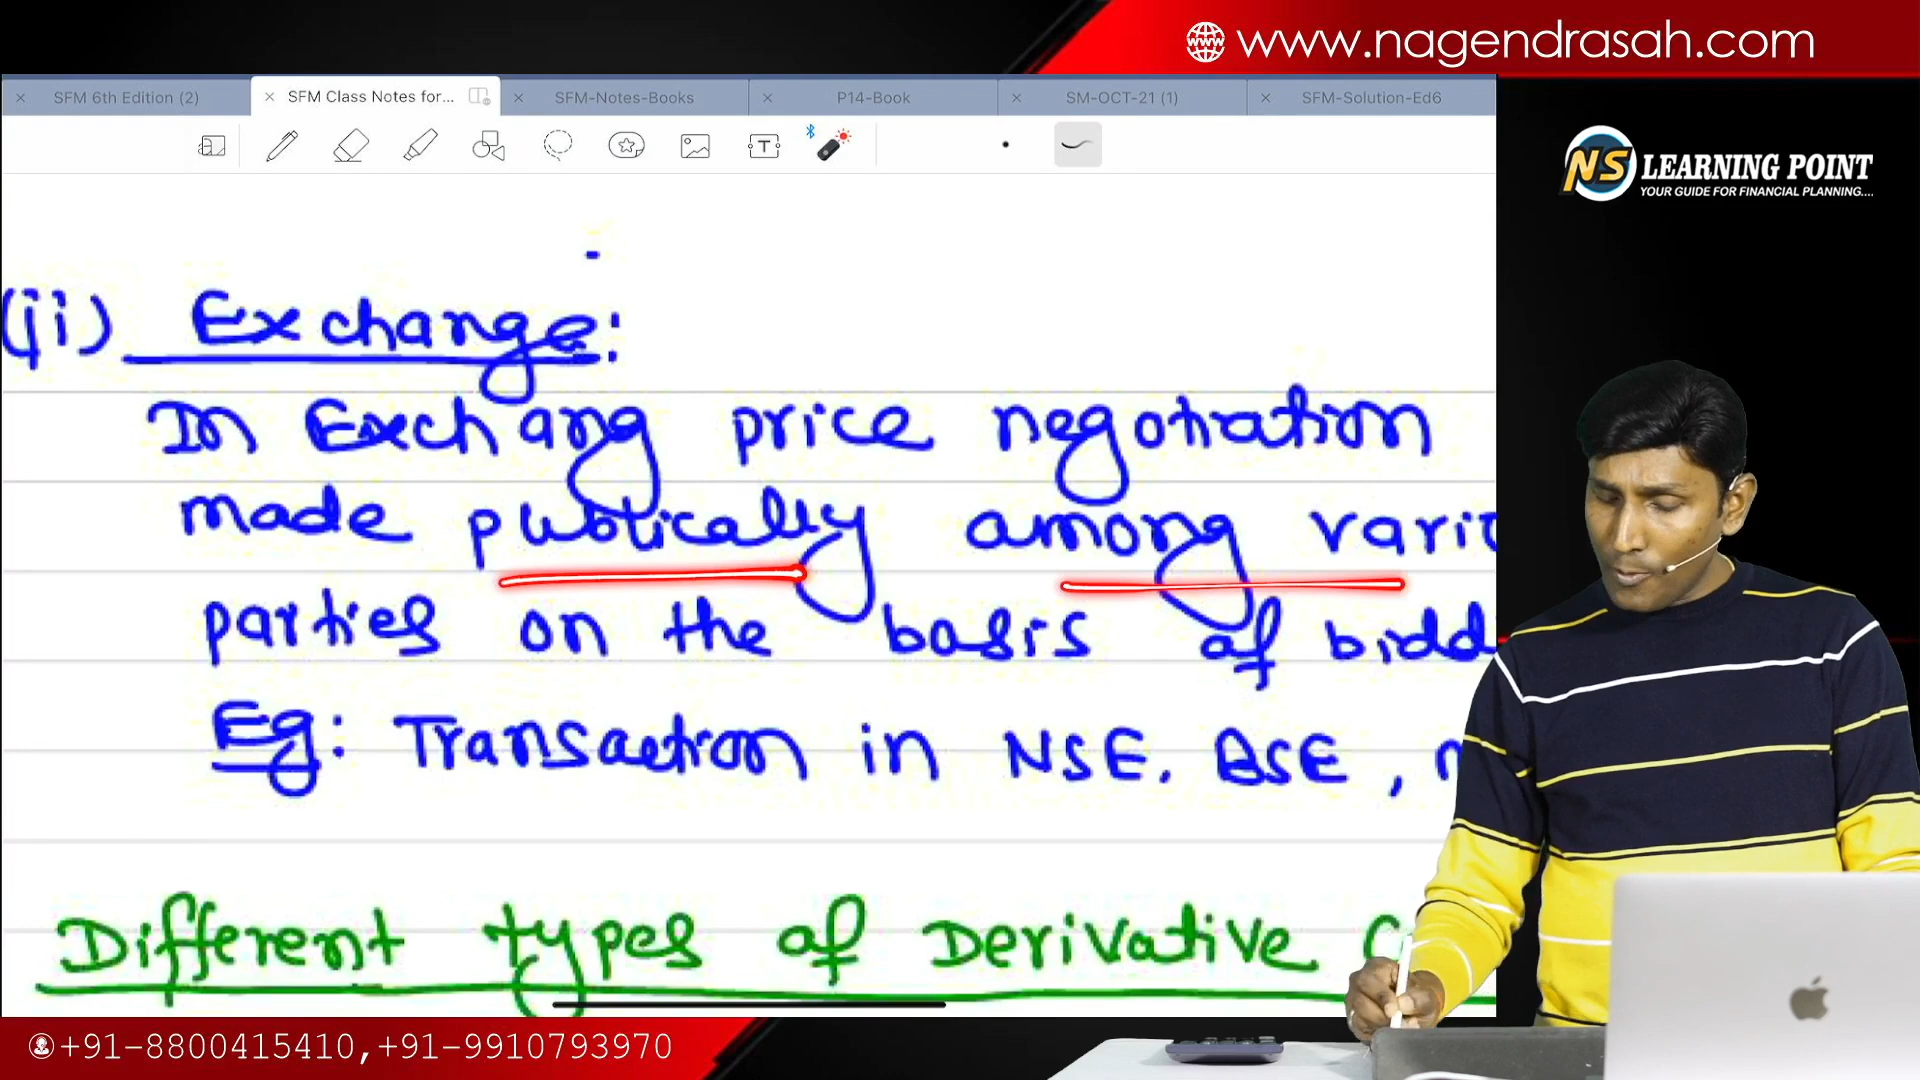 www.nagendrasah.com
SFM 6th Edition (2)
SFM Class Notes for...
SFM-Notes-Books
P14-Book
SM-OCT-21 (1)
SFM-Solution-Ed6
NS LEARNING POINT
YOUR GUIDE FOR FINANCIAL PLANNING....
(ii) Exchange:
In Exchang price negotiation
made publically among vario
parties on the basis of bidd
Eg: Transaction in NSE. BSE,
Different types of Derivative
+91-8800415410,+91-9910793970